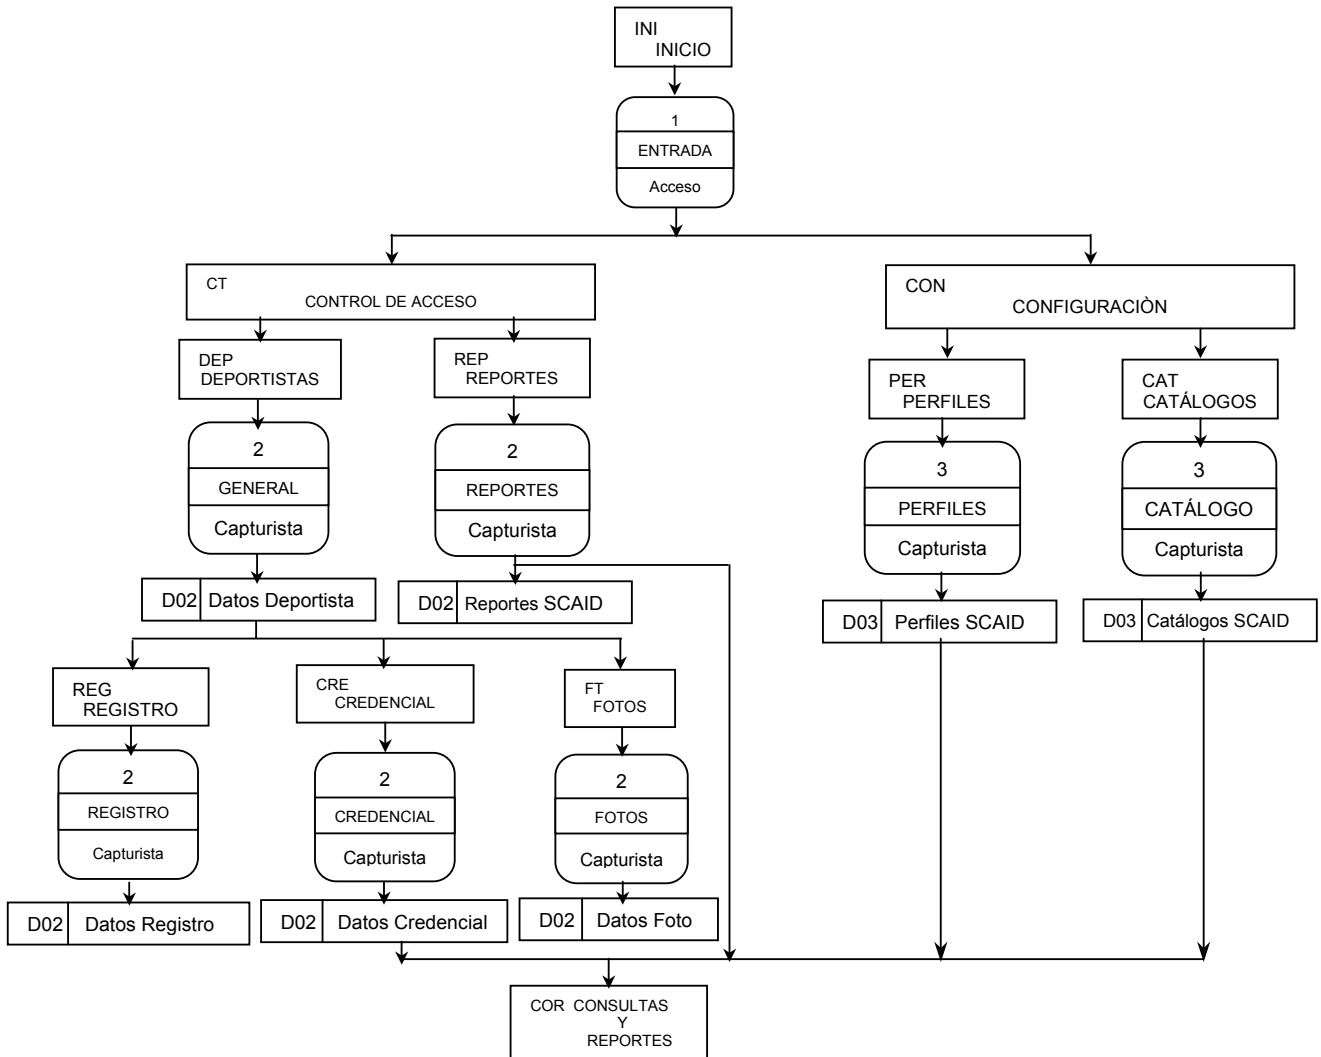 INI
INICIO
1
ENTRADA
Acceso
CT
CONTROL DE ACCESO
CON
CONFIGURACIÒN
DEP
DEPORTISTAS
REP
REPORTES
PER
PERFILES
CAT
CATÁLOGOS
2
GENERAL
Capturista
2
REPORTES
Capturista
3
PERFILES
Capturista
3
CATÁLOGO
Capturista
D02 Datos Deportista
D02 Reportes SCAID
D03 Perfiles SCAID
D03 Catálogos SCAID
REG
REGISTRO
CRE
CREDENCIAL
FT
FOTOS
2
REGISTRO
Capturista
2
CREDENCIAL
Capturista
2
FOTOS
Capturista
D02 Datos Registro
D02 Datos Credencial
D02 Datos Foto
COR CONSULTAS
Y
REPORTES